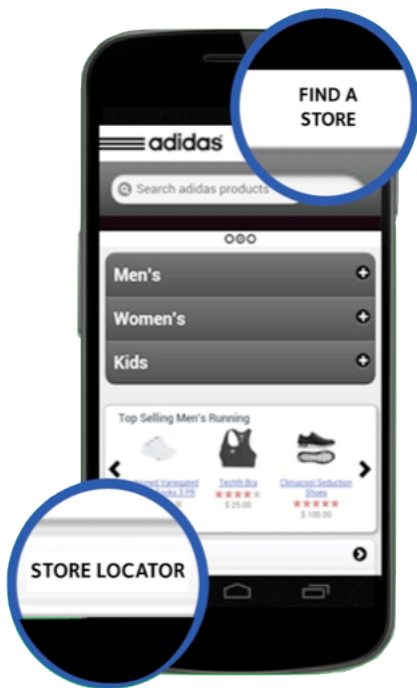 FIND A
STORE
adidas
Search adidas products
Men's
Women's
Kids
Top Selling Men's Running
Techfit Bra
Climacool Seduction
Shoes
$ 25.00
$ 100.00
STORE LOCATOR